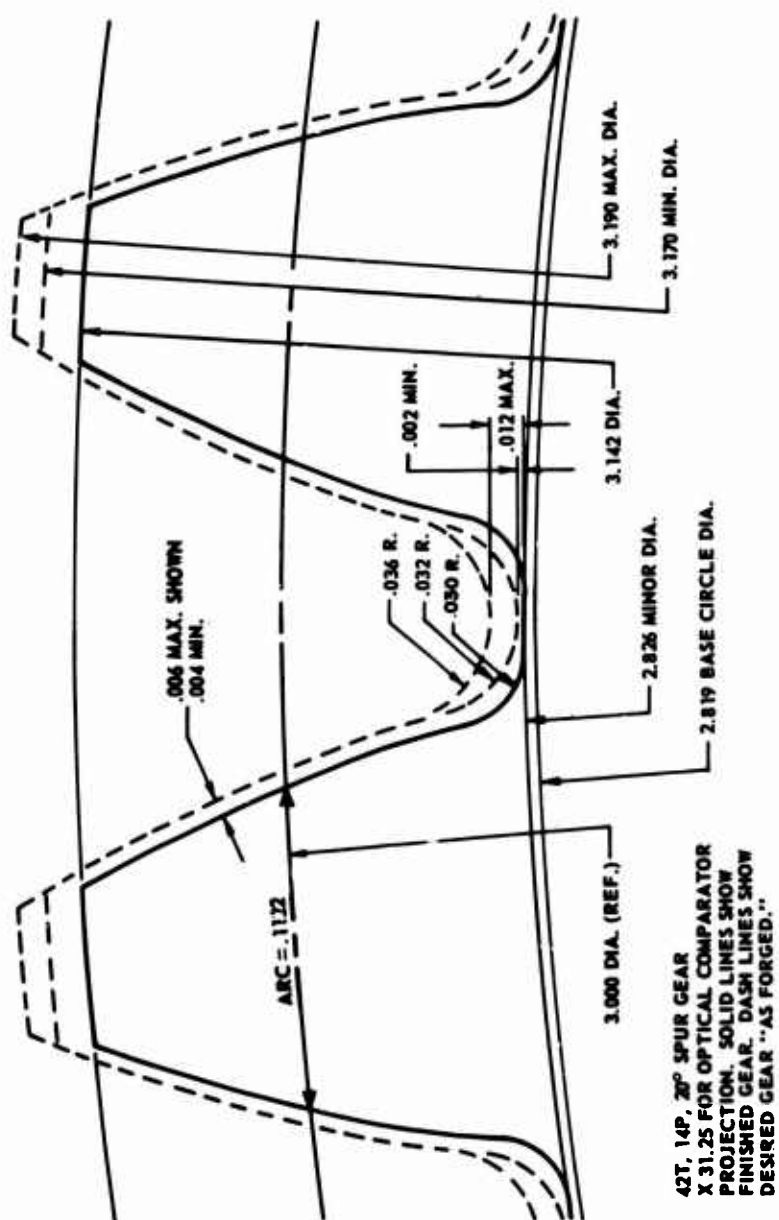 .006 MAX. SHOWN
.004 MIN.
ARC = .1122
.036 R.
.032 R.
.030 R.
.002 MIN.
.012 MAX.
3.190 MAX. DIA.
3.170 MIN. DIA.
3.142 DIA.
2.826 MINOR DIA.
2.819 BASE CIRCLE DIA.
3.000 DIA. (REF.)
42T, 14P, 20° SPUR GEAR
X 31.25 FOR OPTICAL COMPARATOR
PROJECTION. SOLID LINES SHOW
FINISHED GEAR. DASH LINES SHOW
DESIRED GEAR "AS FORGED."